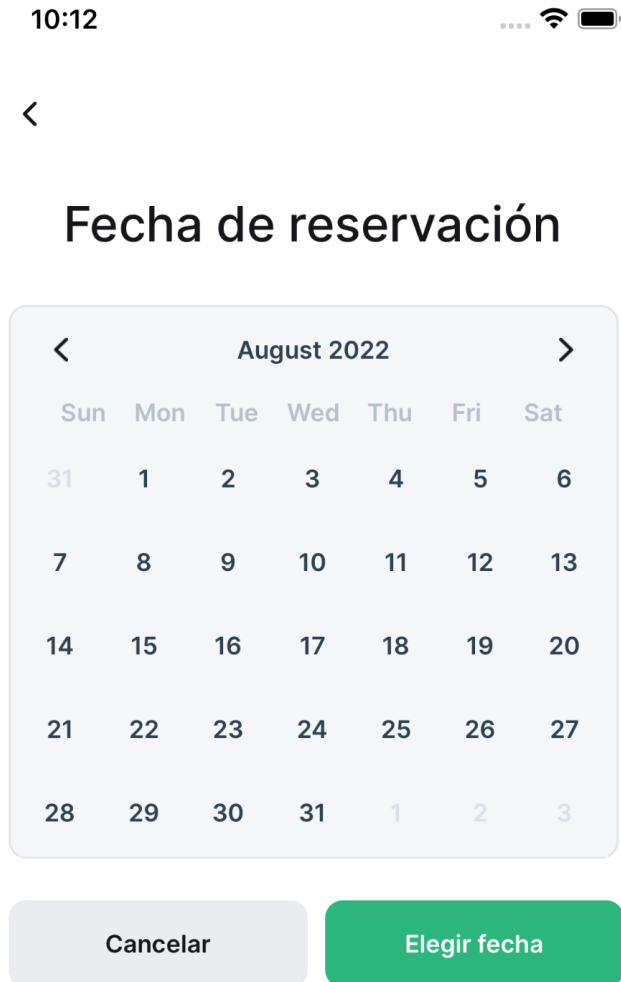 10:12
Fecha de reservación
August 2022
Sun Mon Tue Wed Thu Fri Sat
31 1 2 3 4 5 6
7 8 9 10 11 12 13
14 15 16 17 18 19 20
21 22 23 24 25 26 27
28 29 30 31 1 2 3
Cancelar Elegir fecha